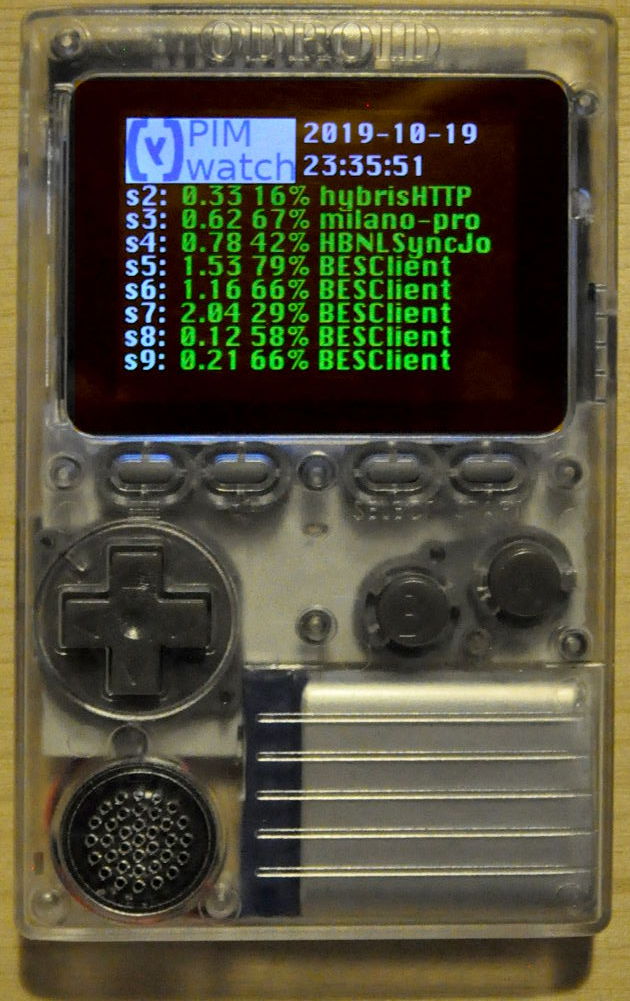 ODROID
(Y) PIM watch
2019-10-19
23:35:51
s2: 0.33 16% hybrisHTTP
s3: 0.62 67% milano-pro
s4: 0.78 42% HBNLSyncJo
s5: 1.53 79% BESClient
s6: 1.16 66% BESClient
s7: 2.04 29% BESClient
s8: 0.12 58% BESClient
s9: 0.21 66% BESClient
SELECT START
B